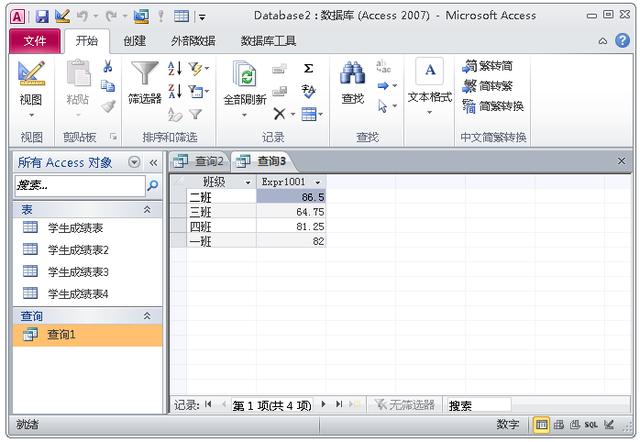 Database2 : 数据库 (Access 2007) - Microsoft Access
文件 开始 创建 外部数据 数据库工具
视图 粘贴 筛选器 全部刷新 查找 文本格式 繁转简
简转繁
简繁转换
视图 剪贴板 排序和筛选 记录 查找 中文简繁转换
所有 Access 对象
搜索...
表
学生成绩表
学生成绩表2
学生成绩表3
学生成绩表4
查询
查询1
查询2 查询3
班级 Expr1001
二班 86.5
三班 64.75
四班 81.25
一班 82
记录: 第 1 项(共 4 项) 无筛选器 搜索
就绪 数字 SQL